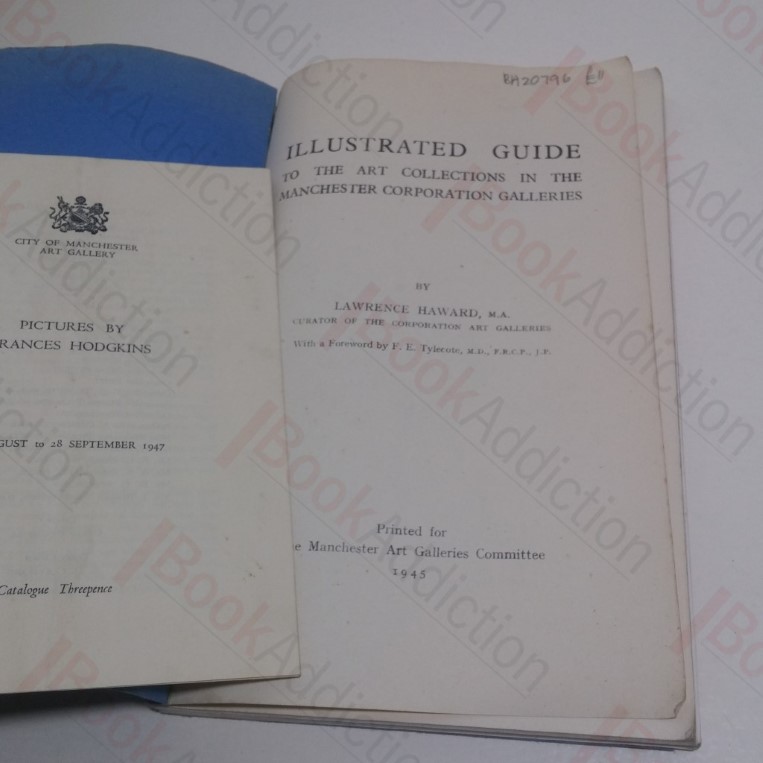 CITY OF MANCHESTER
ART GALLERY
PICTURES BY
RANCES HODGKINS
GUST to 28 SEPTEMBER 1947
Catalogue Threepence
BA20796 E11
ILLUSTRATED GUIDE
TO THE ART COLLECTIONS IN THE
MANCHESTER CORPORATION GALLERIES
BY
LAWRENCE HAWARD, M.A.
CURATOR OF THE CORPORATION ART GALLERIES
With a Foreword by F. E. Tylecote, M.D., F.R.C.P., J.P.
Printed for
e Manchester Art Galleries Committee
1945
BookAddiction